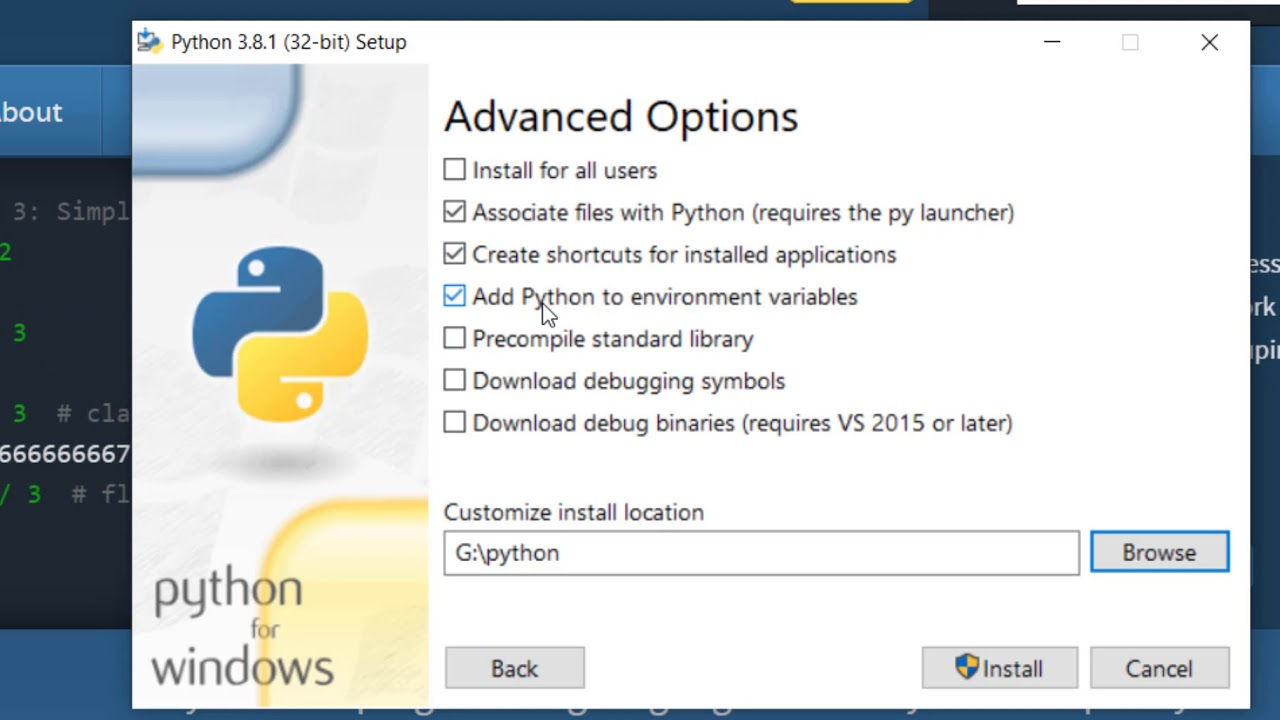 Python 3.8.1 (32-bit) Setup
bout
Advanced Options
Install for all users
3: Simpl
Associate files with Python (requires the py launcher)
2
Create shortcuts for installed applications
ess
Add Python to environment variables
rk
3
Precompile standard library
pin
Download debugging symbols
3 # cla
Download debug binaries (requires VS 2015 or later)
666666667
/ 3 # fl
Customize install location
G:\python
Browse
python
for
windows
Back
Install
Cancel